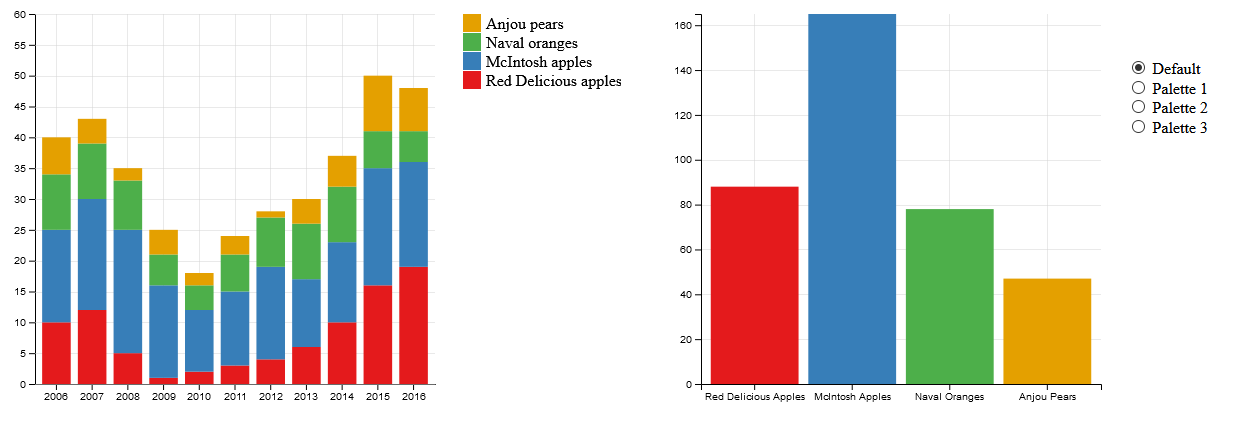 60
55
50
45
40
35
30
25
20
15
10
5
0
2006 2007 2008 2009 2010 2011 2012 2013 2014 2015 2016
Anjou pears
Naval oranges
McIntosh apples
Red Delicious apples
160
140
120
100
80
60
40
20
0
Red Delicious Apples McIntosh Apples Naval Oranges Anjou Pears
Default
Palette 1
Palette 2
Palette 3